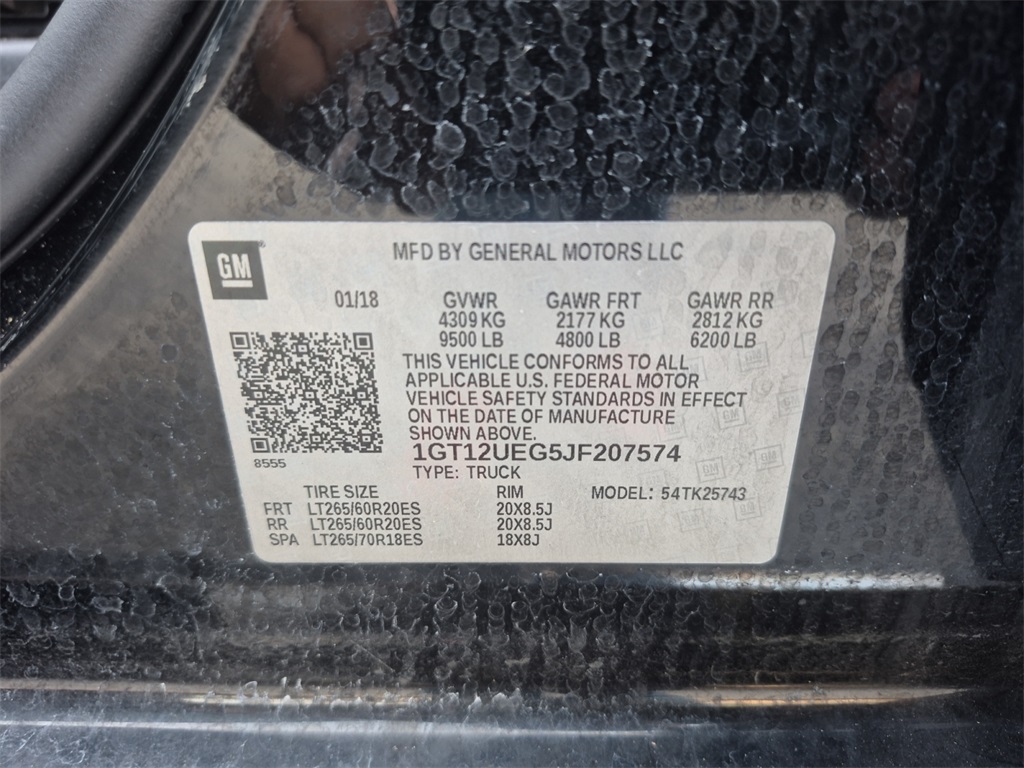 GM
MFD BY GENERAL MOTORS LLC
01/18 GVWR GAWR FRT GAWR RR
4309 KG 2177 KG 2812 KG
9500 LB 4800 LB 6200 LB
THIS VEHICLE CONFORMS TO ALL
APPLICABLE U.S. FEDERAL MOTOR
VEHICLE SAFETY STANDARDS IN EFFECT
ON THE DATE OF MANUFACTURE
SHOWN ABOVE.
8555 1GT12UEG5JF207574
TYPE: TRUCK
TIRE SIZE RIM MODEL: 54TK25743
FRT LT265/60R20ES 20X8.5J
RR LT265/60R20ES 20X8.5J
SPA LT265/70R18ES 18X8J